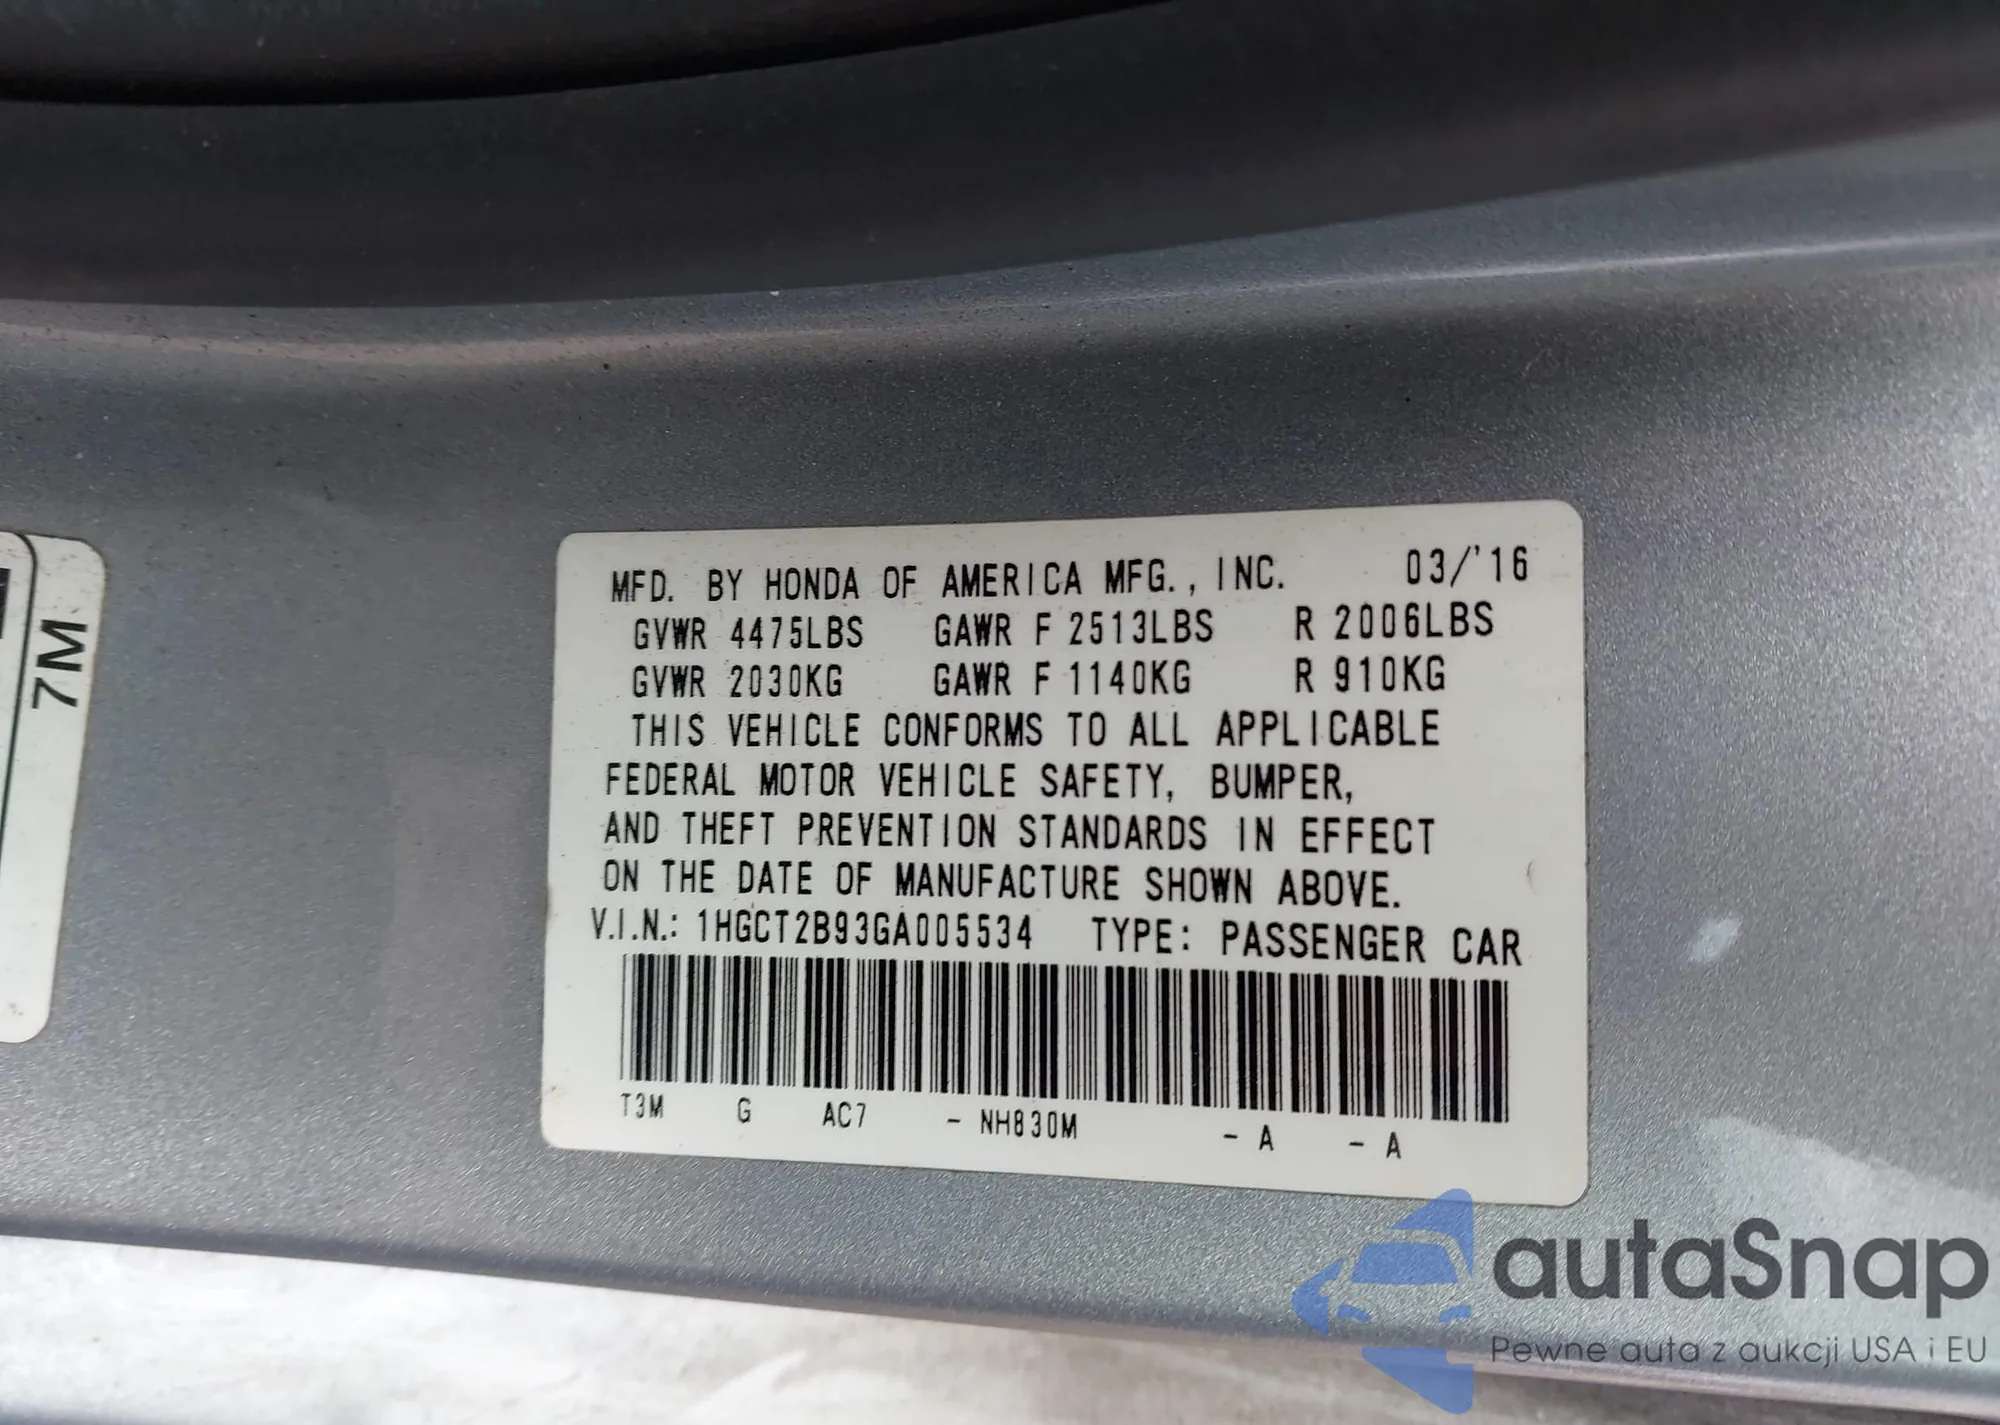 7M
MFD. BY HONDA OF AMERICA MFG., INC. 03/'16
GVWR 4475LBS GAWR F 2513LBS R 2006LBS
GVWR 2030KG GAWR F 1140KG R 910KG
THIS VEHICLE CONFORMS TO ALL APPLICABLE
FEDERAL MOTOR VEHICLE SAFETY, BUMPER,
AND THEFT PREVENTION STANDARDS IN EFFECT
ON THE DATE OF MANUFACTURE SHOWN ABOVE.
V.I.N.: 1HGCT2B93GA005534 TYPE: PASSENGER CAR
T3M G AC7 - NH830M - A - A
autaSnap
Pewne auta z aukcji USA i EU